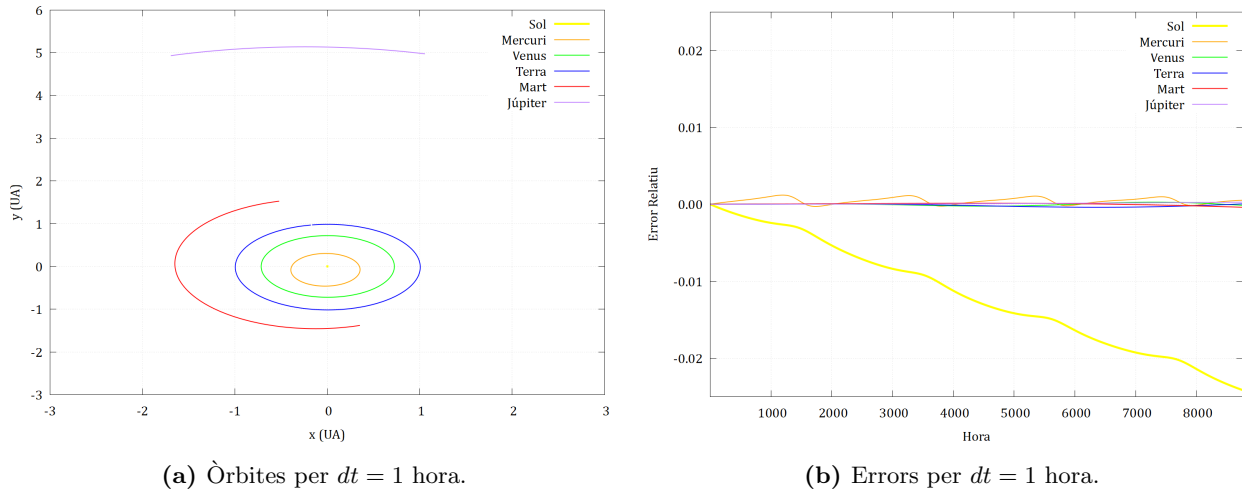 6
5
4
3
2
1
0
-1
-2
-3
-3
-2
-1
0
1
2
3
y (UA)
x (UA)
Sol
Mercuri
Venus
Terra
Mart
Júpiter
(a) Òrbites per dt = 1 hora.
0.02
0.01
0.00
-0.01
-0.02
1000
2000
3000
4000
5000
6000
7000
8000
Error Relatiu
Hora
Sol
Mercuri
Venus
Terra
Mart
Júpiter
(b) Errors per dt = 1 hora.